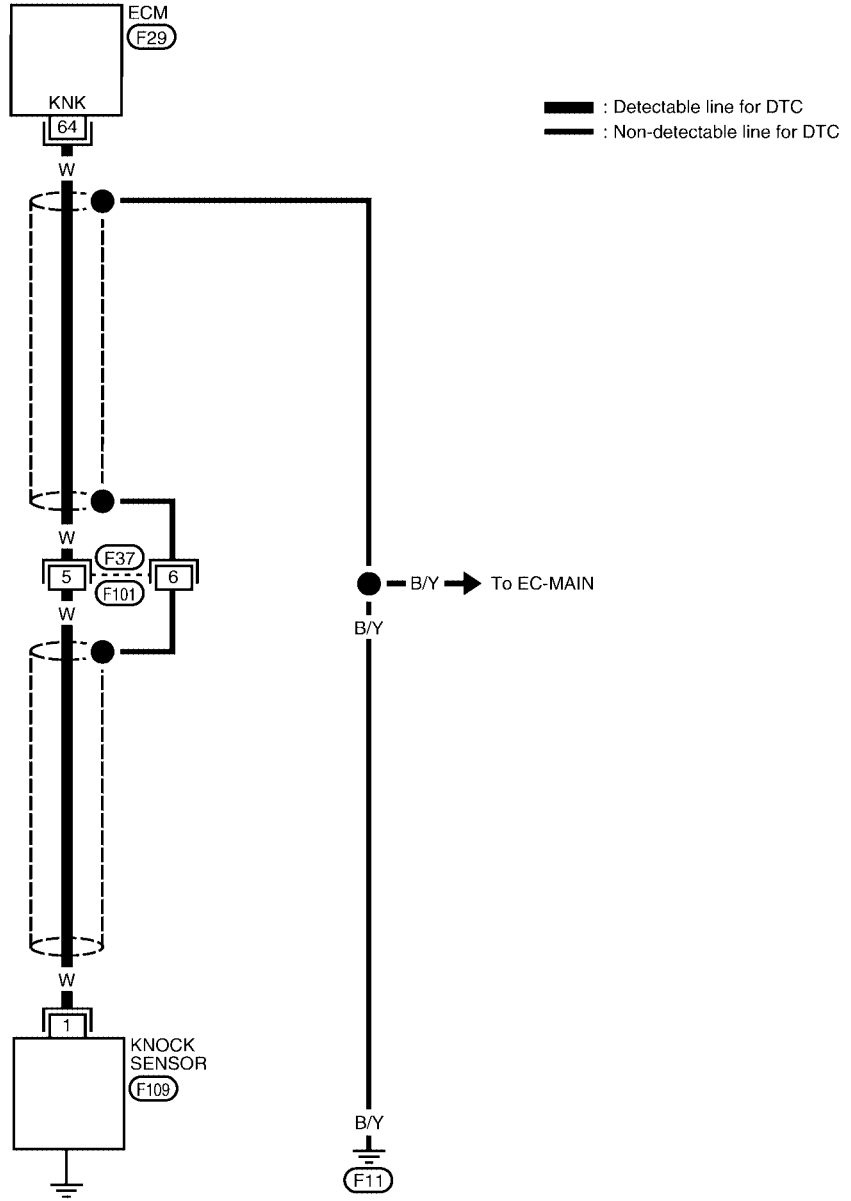 ECM
F29
KNK
64
W
: Detectable line for DTC
: Non-detectable line for DTC
W
F37
5
6
F101
W
B/Y
To EC-MAIN
B/Y
W
1
KNOCK
SENSOR
F109
B/Y
F11